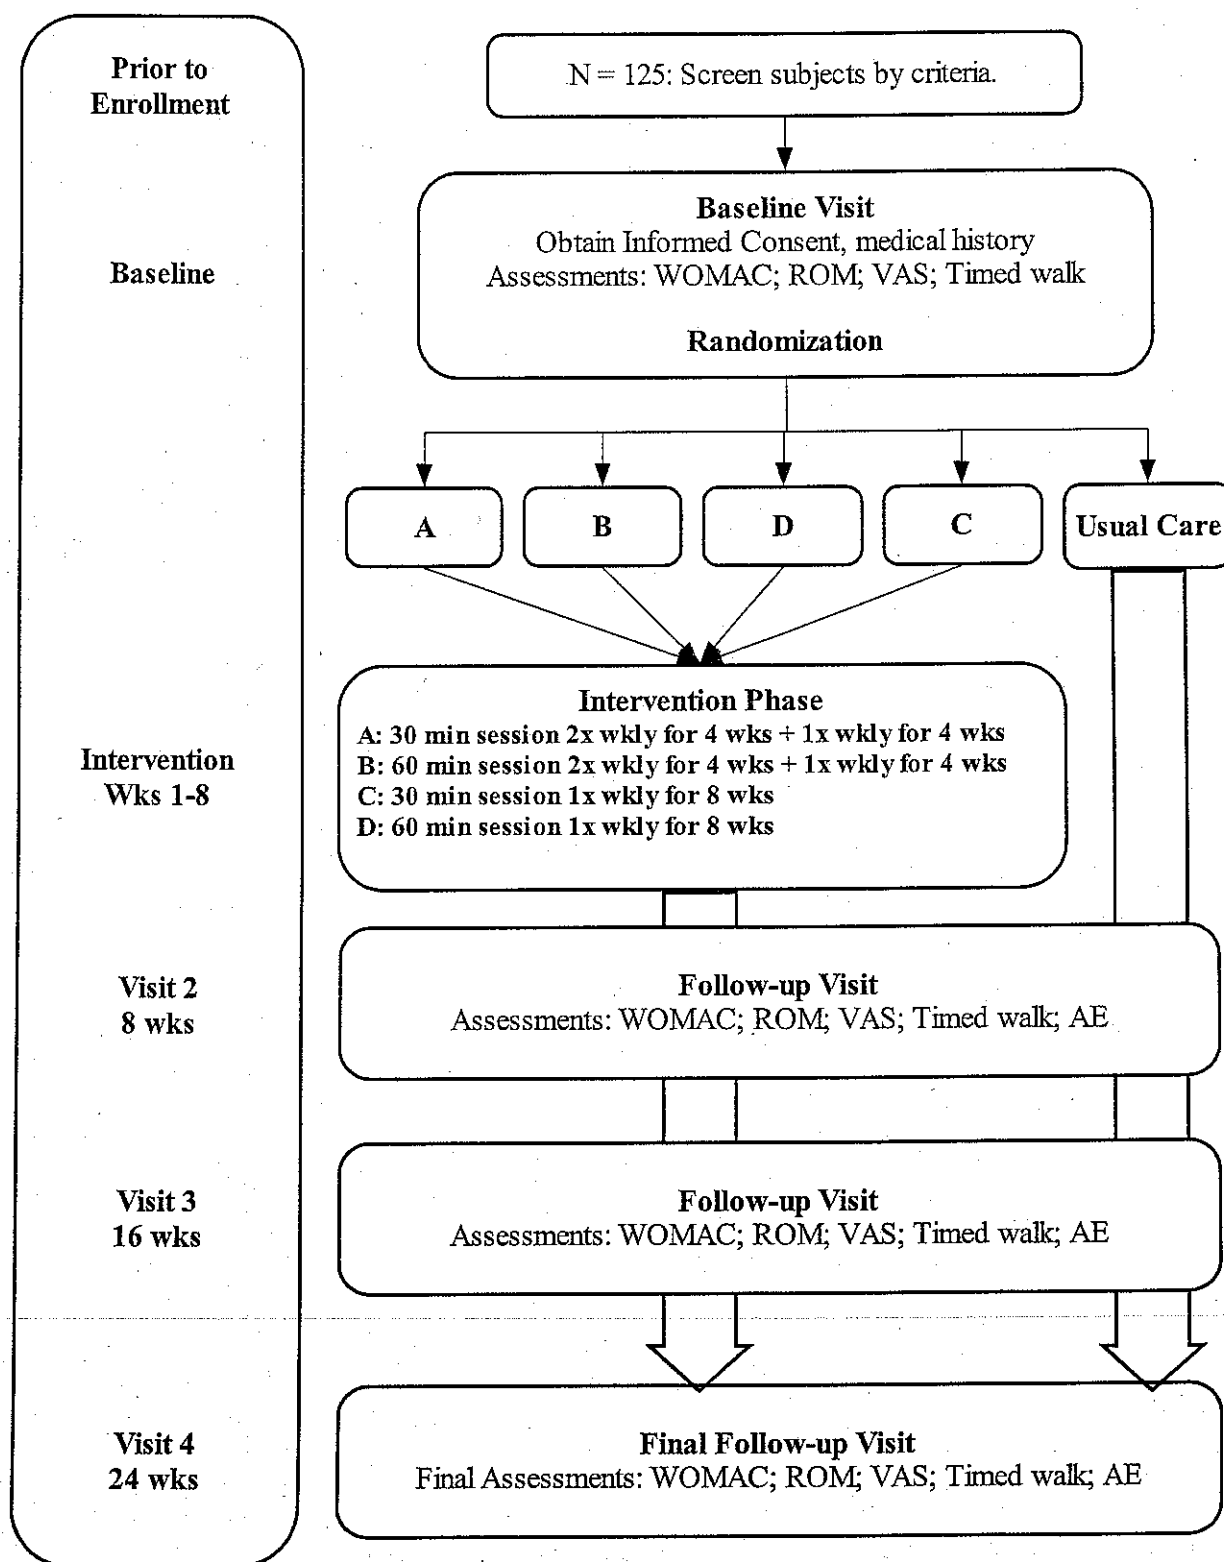 Prior to
Enrollment
N = 125: Screen subjects by criteria.
Baseline
Baseline Visit
Obtain Informed Consent, medical history
Assessments: WOMAC; ROM; VAS; Timed walk
Randomization
A
B
D
C
Usual Care
Intervention
Wks 1-8
Intervention Phase
A: 30 min session 2x wkly for 4 wks + 1x wkly for 4 wks
B: 60 min session 2x wkly for 4 wks + 1x wkly for 4 wks
C: 30 min session 1x wkly for 8 wks
D: 60 min session 1x wkly for 8 wks
Visit 2
8 wks
Follow-up Visit
Assessments: WOMAC; ROM; VAS; Timed walk; AE
Visit 3
16 wks
Follow-up Visit
Assessments: WOMAC; ROM; VAS; Timed walk; AE
Visit 4
24 wks
Final Follow-up Visit
Final Assessments: WOMAC; ROM; VAS; Timed walk; AE